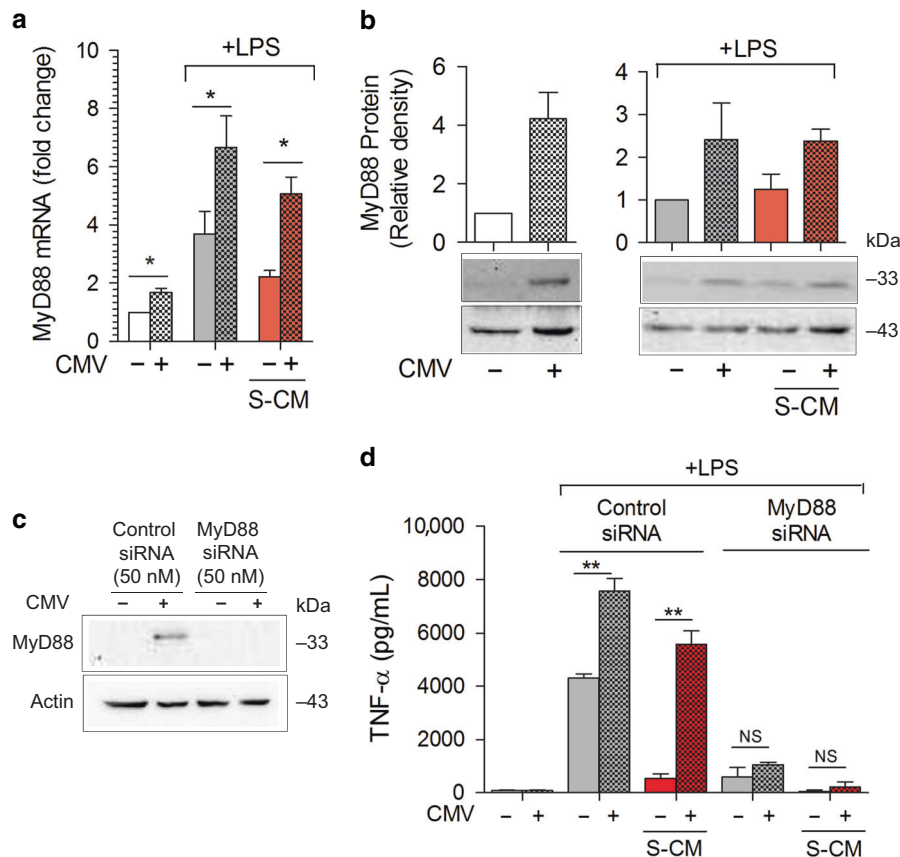 a
+LPS
MyD88 mRNA (fold change)
10
8
6
4
2
0
*
*
*
CMV − + − + − +
S-CM
b
+LPS
MyD88 Protein
(Relative density)
6
4
2
0
4
3
2
1
0
kDa
−33
−43
CMV − + − + − +
S-CM
c
Control siRNA (50 nM)
MyD88 siRNA (50 nM)
CMV − + − + kDa
MyD88 −33
Actin −43
d
+LPS
Control siRNA
MyD88 siRNA
TNF-α (pg/mL)
10,000
8000
6000
4000
2000
0
**
**
NS
NS
CMV − + − + − + − + − +
S-CM S-CM